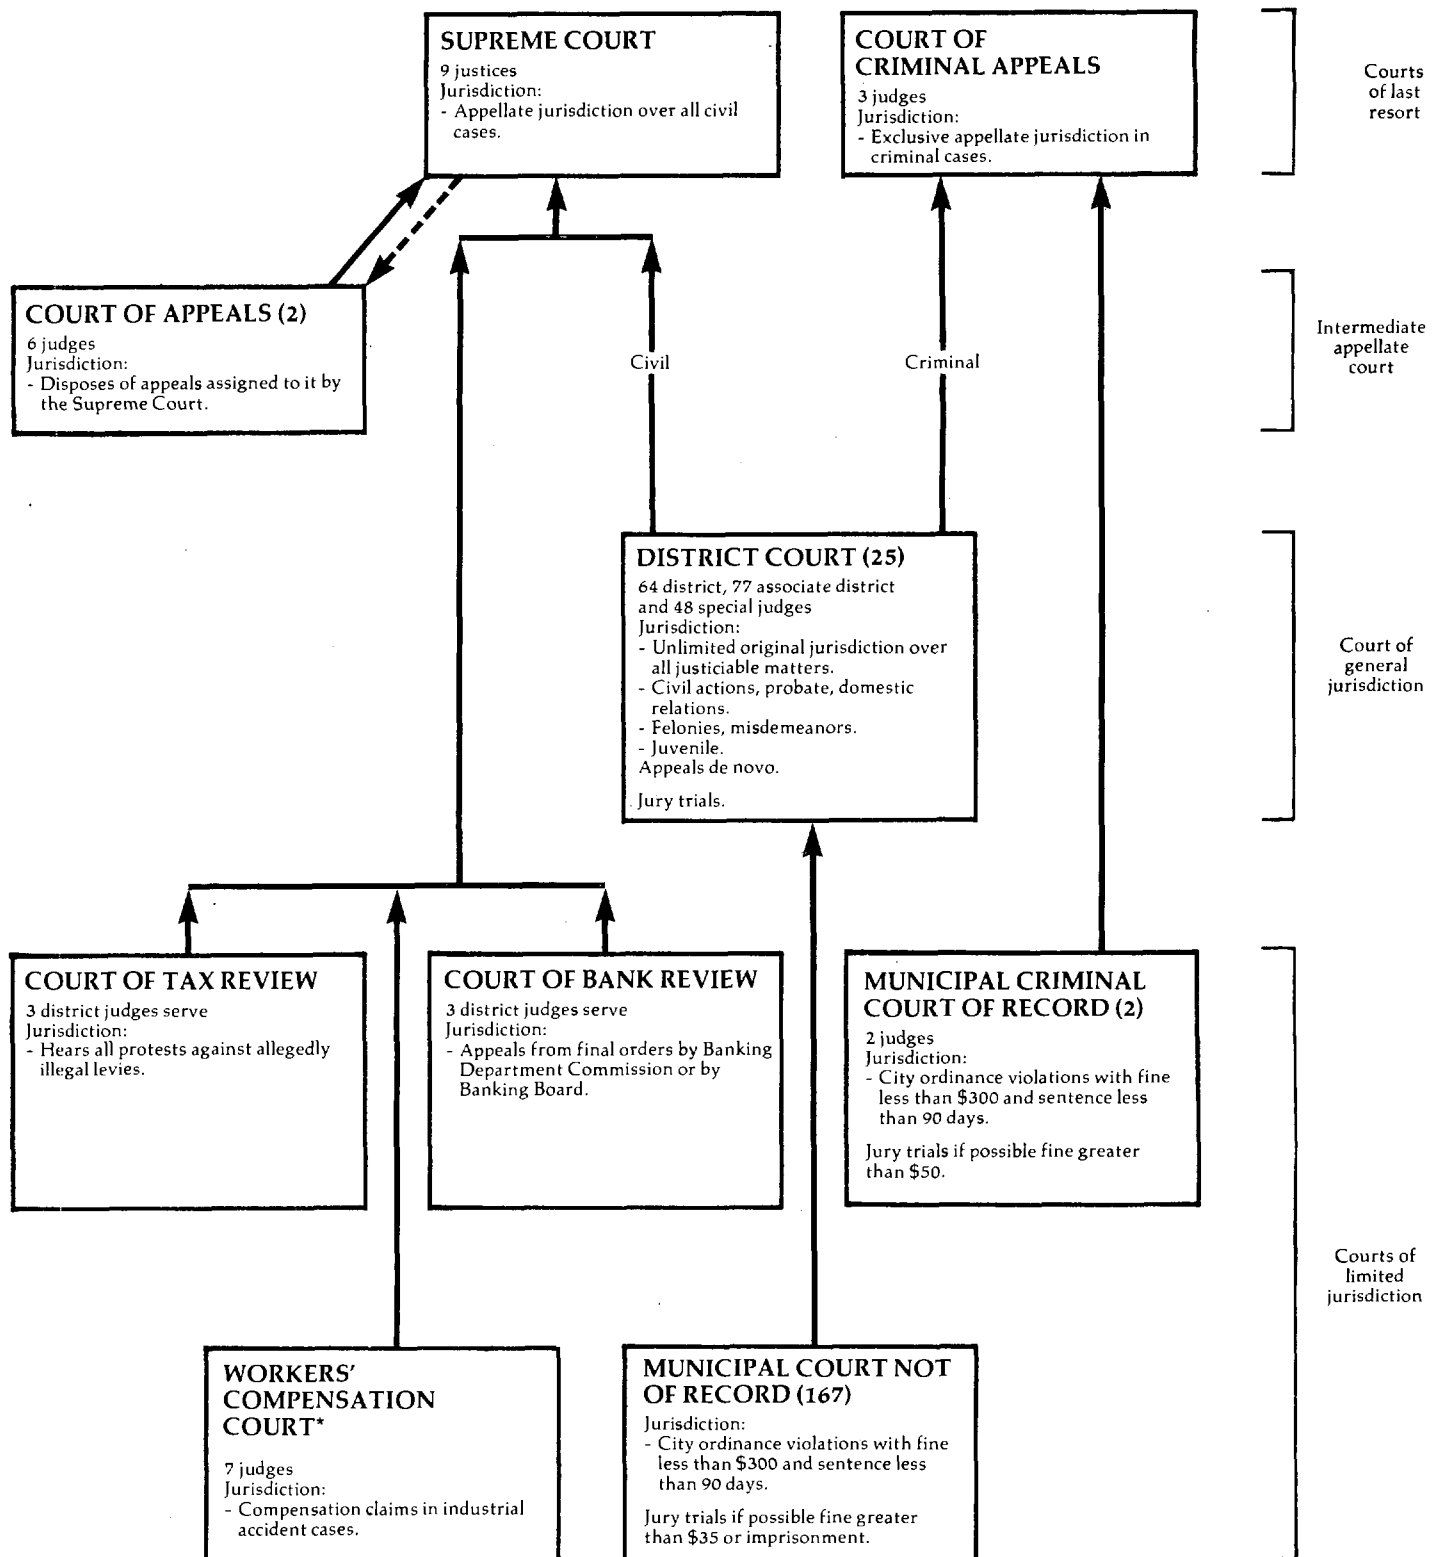 SUPREME COURT
9 justices
Jurisdiction:
- Appellate jurisdiction over all civil
cases.
COURT OF
CRIMINAL APPEALS
3 judges
Jurisdiction:
- Exclusive appellate jurisdiction in
criminal cases.
Courts
of last
resort
COURT OF APPEALS (2)
6 judges
Jurisdiction:
- Disposes of appeals assigned to it by
the Supreme Court.
Civil
Criminal
Intermediate
appellate
court
DISTRICT COURT (25)
64 district, 77 associate district
and 48 special judges
Jurisdiction:
- Unlimited original jurisdiction over
all justiciable matters.
- Civil actions, probate, domestic
relations.
- Felonies, misdemeanors.
- Juvenile.
Appeals de novo.
Jury trials.
Court of
general
jurisdiction
COURT OF TAX REVIEW
3 district judges serve
Jurisdiction:
- Hears all protests against allegedly
illegal levies.
COURT OF BANK REVIEW
3 district judges serve
Jurisdiction:
- Appeals from final orders by Banking
Department Commission or by
Banking Board.
MUNICIPAL CRIMINAL
COURT OF RECORD (2)
2 judges
Jurisdiction:
- City ordinance violations with fine
less than $300 and sentence less
than 90 days.
Jury trials if possible fine greater
than $50.
Courts of
limited
jurisdiction
WORKERS'
COMPENSATION
COURT*
7 judges
Jurisdiction:
- Compensation claims in industrial
accident cases.
MUNICIPAL COURT NOT
OF RECORD (167)
Jurisdiction:
- City ordinance violations with fine
less than $300 and sentence less
than 90 days.
Jury trials if possible fine greater
than $35 or imprisonment.